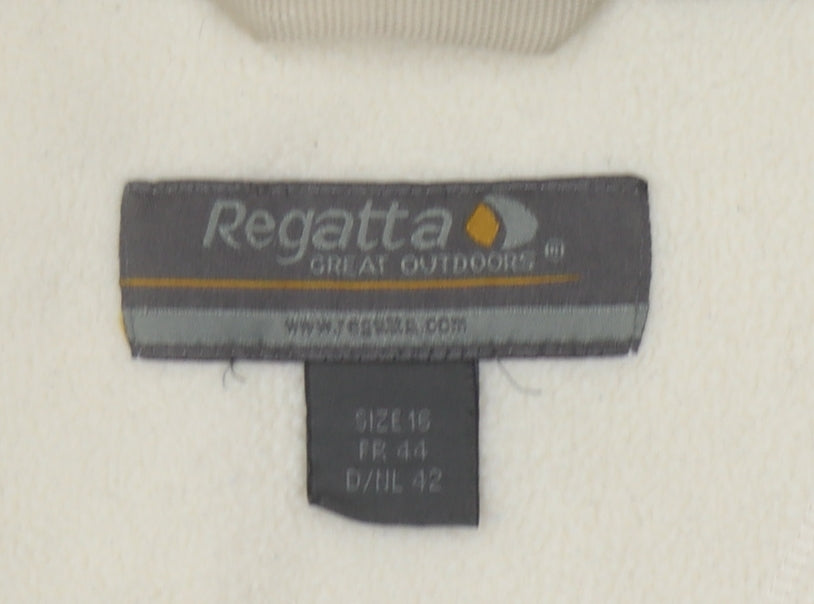 Regatta
GREAT OUTDOORS ®
www.regatta.com
SIZE 16
FR 44
D/NL 42